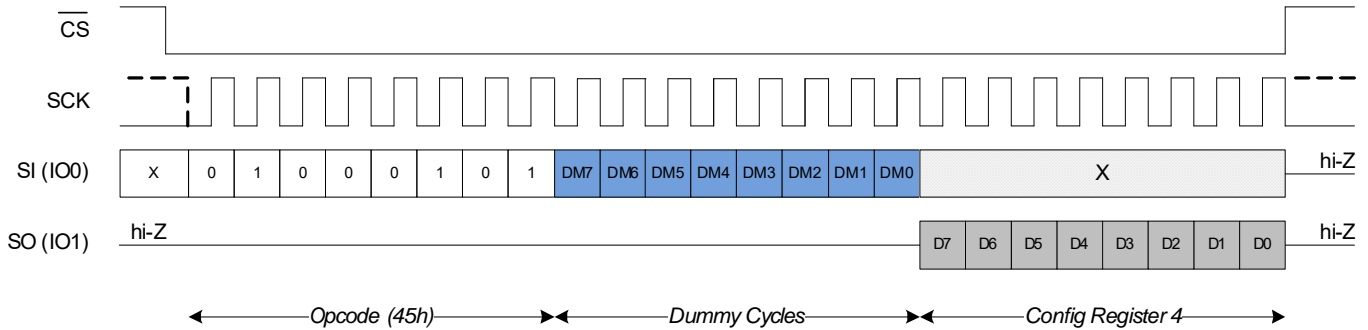 CS
SCK
SI (IO0) X 0 1 0 0 0 1 0 1 DM7 DM6 DM5 DM4 DM3 DM2 DM1 DM0 X hi-Z
SO (IO1) hi-Z D7 D6 D5 D4 D3 D2 D1 D0 hi-Z
Opcode (45h) Dummy Cycles Config Register 4